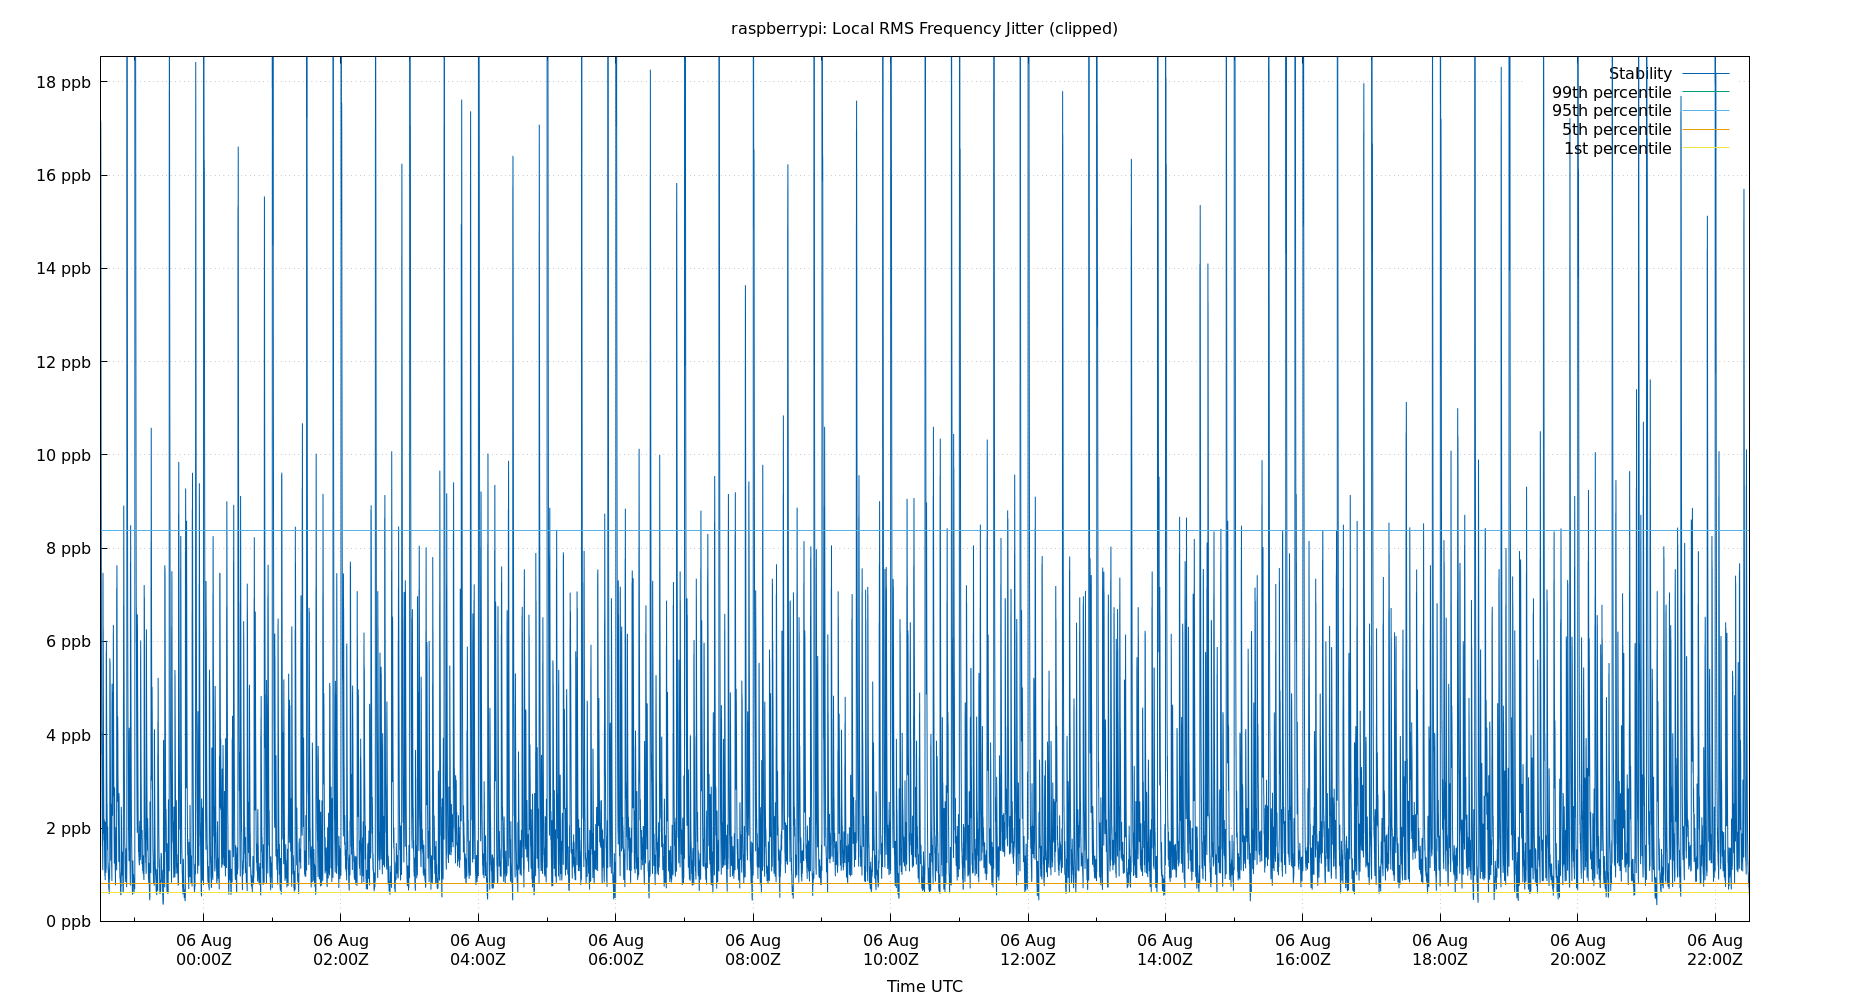 raspberrypi: Local RMS Frequency Jitter (clipped)
18 ppb
16 ppb
14 ppb
12 ppb
10 ppb
8 ppb
6 ppb
4 ppb
2 ppb
0 ppb
Stability
99th percentile
95th percentile
5th percentile
1st percentile
06 Aug 06 Aug 06 Aug 06 Aug 06 Aug 06 Aug 06 Aug 06 Aug 06 Aug 06 Aug 06 Aug 06 Aug
00:00Z 02:00Z 04:00Z 06:00Z 08:00Z 10:00Z 12:00Z 14:00Z 16:00Z 18:00Z 20:00Z 22:00Z
Time UTC